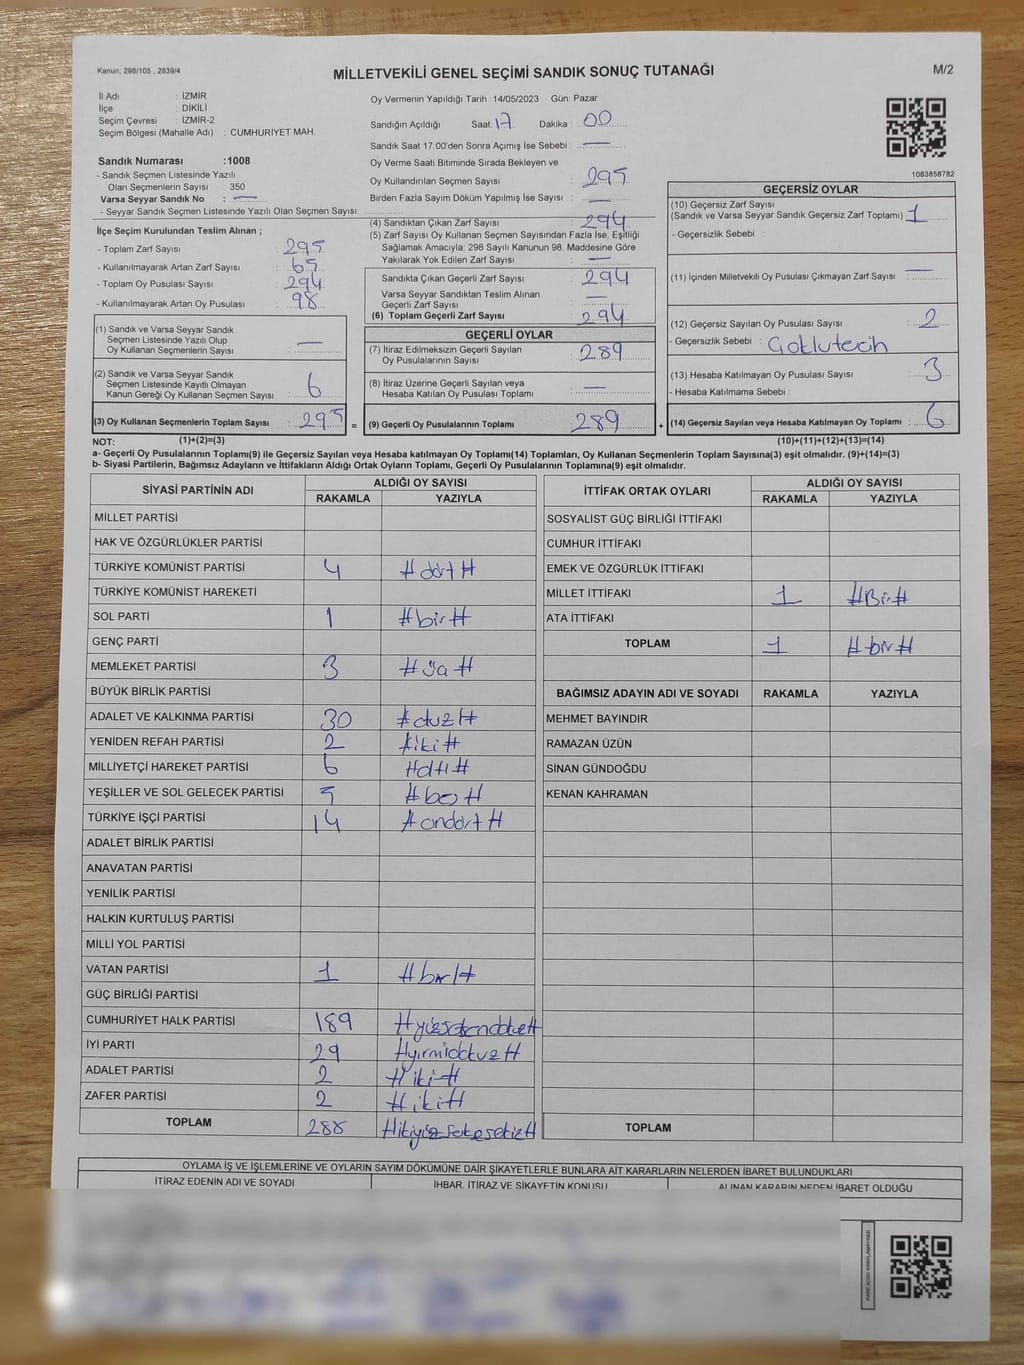 Kanun; 298/105 , 2839/4
MİLLETVEKİLİ GENEL SEÇİMİ SANDIK SONUÇ TUTANAĞI
M/2
İl Adı : İZMİR
İlçe : DİKİLİ
Seçim Çevresi : İZMİR-2
Seçim Bölgesi (Mahalle Adı) : CUMHURİYET MAH.
Sandık Numarası :1008
- Sandık Seçmen Listesinde Yazılı
Olan Seçmenlerin Sayısı : 350
Varsa Seyyar Sandık No : —
- Seyyar Sandık Seçmen Listesinde Yazılı Olan Seçmen Sayısı:
Oy Vermenin Yapıldığı Tarih : 14/05/2023 Gün: Pazar
Sandığın Açıldığı Saat: 17 Dakika : 00
Sandık Saat 17:00'den Sonra Açımış İse Sebebi : —
Oy Verme Saati Bitiminde Sırada Bekleyen ve
Oy Kullandırılan Seçmen Sayısı : 295
Birden Fazla Sayım Döküm Yapılmış İse Sayısı : —
1083858782
İlçe Seçim Kurulundan Teslim Alınan ;
- Toplam Zarf Sayısı : 295
- Kullanılmayarak Artan Zarf Sayısı : 65
- Toplam Oy Pusulası : 294
- Kullanılmayarak Artan Oy Pusulası : 98
(1) Sandık ve Varsa Seyyar Sandık
Seçmen Listesinde Yazılı Olup
Oy Kullanan Seçmenlerin Sayısı : —
(2) Sandık ve Varsa Seyyar Sandık
Seçmen Listesinde Kayıtlı Olmayan
Kanun Gereği Oy Kullanan Seçmen Sayısı : 6
(3) Oy Kullanan Seçmenlerin Toplam Sayısı : 295 =
(4) Sandıktan Çıkan Zarf Sayısı : 294
(5) Zarf Sayısı Oy Kullanan Seçmen Sayısından Fazla İse, Eşitliği
Sağlamak Amacıyla; 298 Sayılı Kanunun 98. Maddesine Göre
Yakılarak Yok Edilen Zarf Sayısı : —
Sandıkta Çıkan Geçerli Zarf Sayısı : 294
Varsa Seyyar Sandıktan Teslim Alınan
Geçerli Zarf Sayısı : —
(6) Toplam Geçerli Zarf Sayısı : 294
GEÇERLİ OYLAR
(7) İtiraz Edilmeksizin Geçerli Sayılan
Oy Pusulalarının Sayısı : 289
(8) İtiraz Üzerine Geçerli Sayılan veya
Hesaba Katılan Oy Pusulası Toplamı : —
(9) Geçerli Oy Pusulalarının Toplamı : 289 +
GEÇERSİZ OYLAR
(10) Geçersiz Zarf Sayısı
(Sandık ve Varsa Seyyar Sandık Geçersiz Zarf Toplamı) : 1
- Geçersizlik Sebebi :
(11) İçinden Milletvekili Oy Pusulası Çıkmayan Zarf Sayısı : —
(12) Geçersiz Sayılan Oy Pusulası Sayısı : 2
- Geçersizlik Sebebi :
(13) Hesaba Katılmayan Oy Pusulası Sayısı : 3
- Hesaba Katılmama Sebebi :
(14) Geçersiz Sayılan veya Hesaba Katılmayan Oy Toplamı : 6
NOT: (1)+(2)=(3) (10)+(11)+(12)+(13)=(14)
a- Geçerli Oy Pusulalarının Toplamı(9) ile Geçersiz Sayılan veya Hesaba Katılmayan Oy Toplamı(14) Toplamları, Oy Kullanan Seçmenlerin Toplam Sayısına(3) eşit olmalıdır. (9)+(14)=(3)
b- Siyasi Partilerin, Bağımsız Adayların ve İttifakların Aldığı Ortak Oyların Toplamı, Geçerli Oy Pusulalarının Toplamına(9) eşit olmalıdır.
SİYASİ PARTİNİN ADI ALDIĞI OY SAYISI
RAKAMLA YAZIYLA
MİLLET PARTİSİ
HAK VE ÖZGÜRLÜKLER PARTİSİ
TÜRKİYE KOMÜNİST PARTİSİ 4 #dört#
TÜRKİYE KOMÜNİST HAREKETİ
SOL PARTİ 1 #bir#
GENÇ PARTİ
MEMLEKET PARTİSİ 3
BÜYÜK BİRLİK PARTİSİ
ADALET VE KALKINMA PARTİSİ 30
YENİDEN REFAH PARTİSİ 2 #iki#
MİLLİYETÇİ HAREKET PARTİSİ 6
YEŞİLLER VE SOL GELECEK PARTİSİ 5 #beş#
TÜRKİYE İŞÇİ PARTİSİ 14 #ondört#
ADALET BİRLİK PARTİSİ
ANAVATAN PARTİSİ
YENİLİK PARTİSİ
HALKIN KURTULUŞ PARTİSİ
MİLLİ YOL PARTİSİ
VATAN PARTİSİ 1 #bir#
GÜÇ BİRLİĞİ PARTİSİ
CUMHURİYET HALK PARTİSİ 189
İYİ PARTİ 29 #yirmidokuz#
ADALET PARTİSİ 2 #iki#
ZAFER PARTİSİ 2 #iki#
TOPLAM 288
İTTİFAK ORTAK OYLARI ALDIĞI OY SAYISI
RAKAMLA YAZIYLA
SOSYALIST GÜÇ BİRLİĞİ İTTİFAKI
CUMHUR İTTİFAKI
EMEK VE ÖZGÜRLÜK İTTİFAKI
MİLLET İTTİFAKI 1 #Bir#
ATA İTTİFAKI
TOPLAM 1 #bir#
BAĞIMSIZ ADAYIN ADI VE SOYADI RAKAMLA YAZIYLA
MEHMET BAYINDIR
RAMAZAN ÜZÜN
SİNAN GÜNDOĞDU
KENAN KAHRAMAN
TOPLAM
OYLAMA İŞ VE İŞLEMLERİNE VE OYLARIN SAYIM DÖKÜMÜNE DAİR ŞİKAYETLERLE BUNLARA AİT KARARLARIN NELERDEN İBARET BULUNDUKLARI
İTİRAZ EDENİN ADI VE SOYADI İHBAR, İTİRAZ VE ŞİKAYETİN KONUSU ALINAN KARARIN NEDEN İBARET OLDUĞU